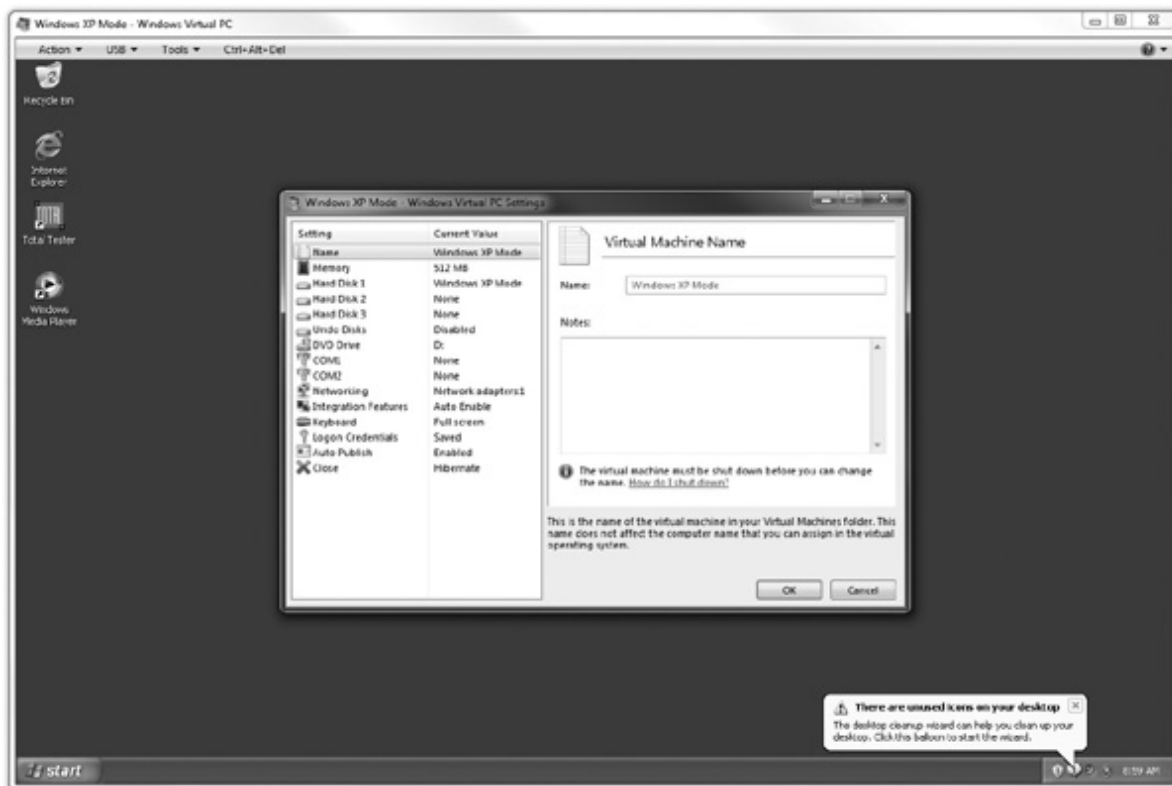 Windows XP Mode - Windows Virtual PC
Action USB Tools Ctrl+Alt+Del
Recycle Bin
Internet
Explorer
Total Tester
Windows
Media Player
Windows XP Mode - Windows Virtual PC Settings
Setting Current Value
Name Windows XP Mode
Memory 512 MB
Hard Disk 1 Windows XP Mode
Hard Disk 2 None
Hard Disk 3 None
Undo Disks Disabled
DVD Drive D:
COM1 None
COM2 None
Networking Network adapters:1
Integration Features Auto Enable
Keyboard Full screen
Logon Credentials Saved
Auto Publish Enabled
Close Hibernate
Virtual Machine Name
Name: Windows XP Mode
Notes:
The virtual machine must be shut down before you can change
the name. How do I shut down?
This is the name of the virtual machine in your Virtual Machines folder. This
name does not affect the computer name that you can assign in the virtual
operating system.
OK Cancel
There are unused icons on your desktop
The desktop cleanup wizard can help you clean up your
desktop. Click this balloon to start the wizard.
start
8:59 AM